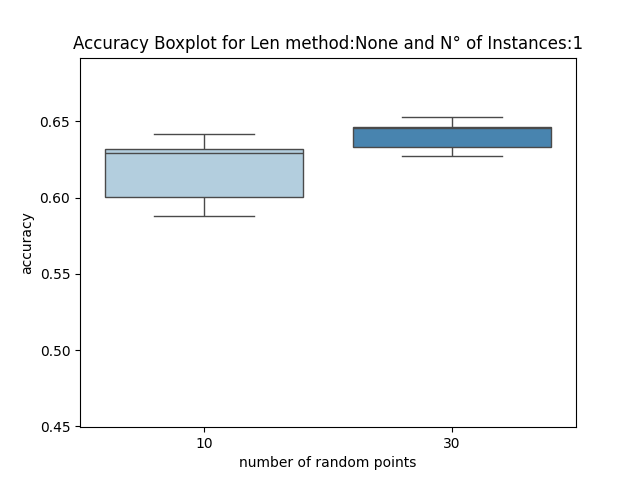 Accuracy Boxplot for Len method:None and N° of Instances:1
0.65
0.60
0.55
0.50
0.45
accuracy
10
30
number of random points